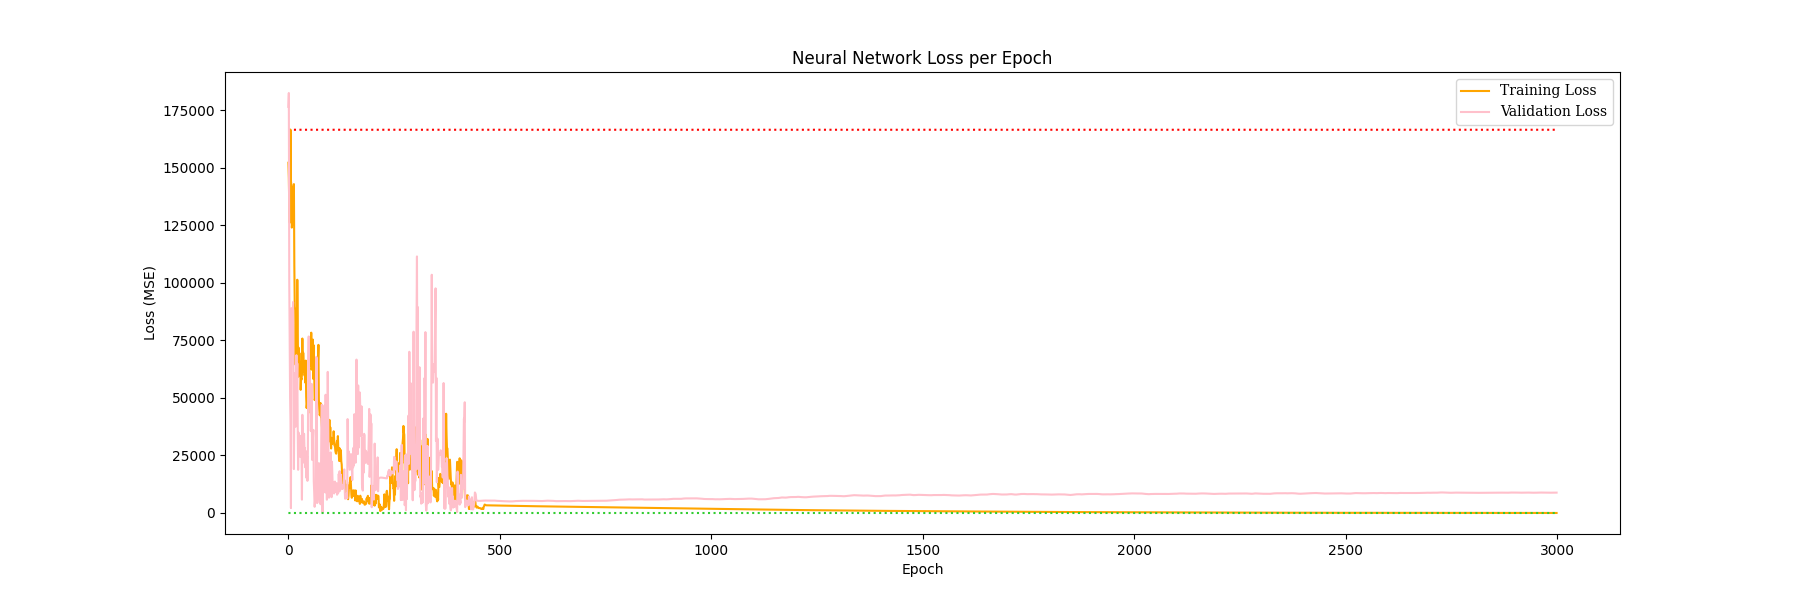 Neural Network Loss per Epoch
Training Loss
Validation Loss
175000
150000
125000
100000
75000
50000
25000
0
Loss (MSE)
0 500 1000 1500 2000 2500 3000
Epoch